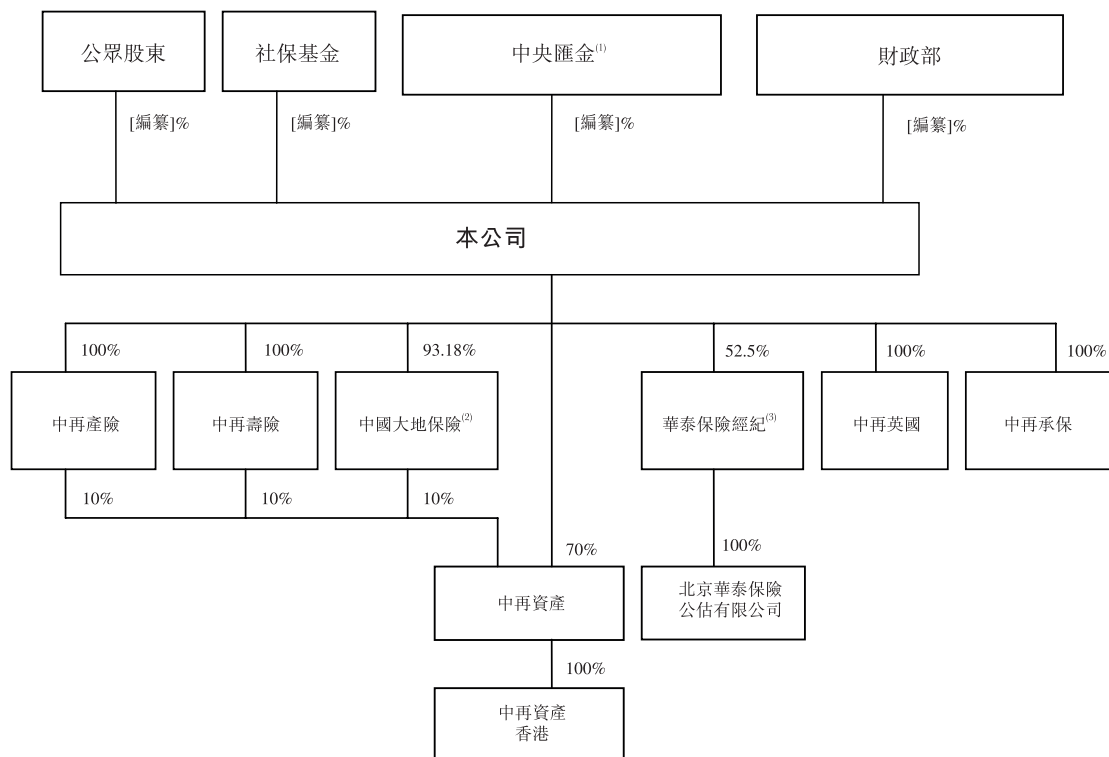 公眾股東
社保基金
中央匯金(1)
財政部
[編纂]%
[編纂]%
[編纂]%
[編纂]%
本公司
100%
100%
93.18%
52.5%
100%
100%
中再產險
中再壽險
中國大地保險(2)
華泰保險經紀(3)
中再英國
中再承保
10%
10%
10%
70%
100%
中再資產
北京華泰保險
公估有限公司
100%
中再資產
香港